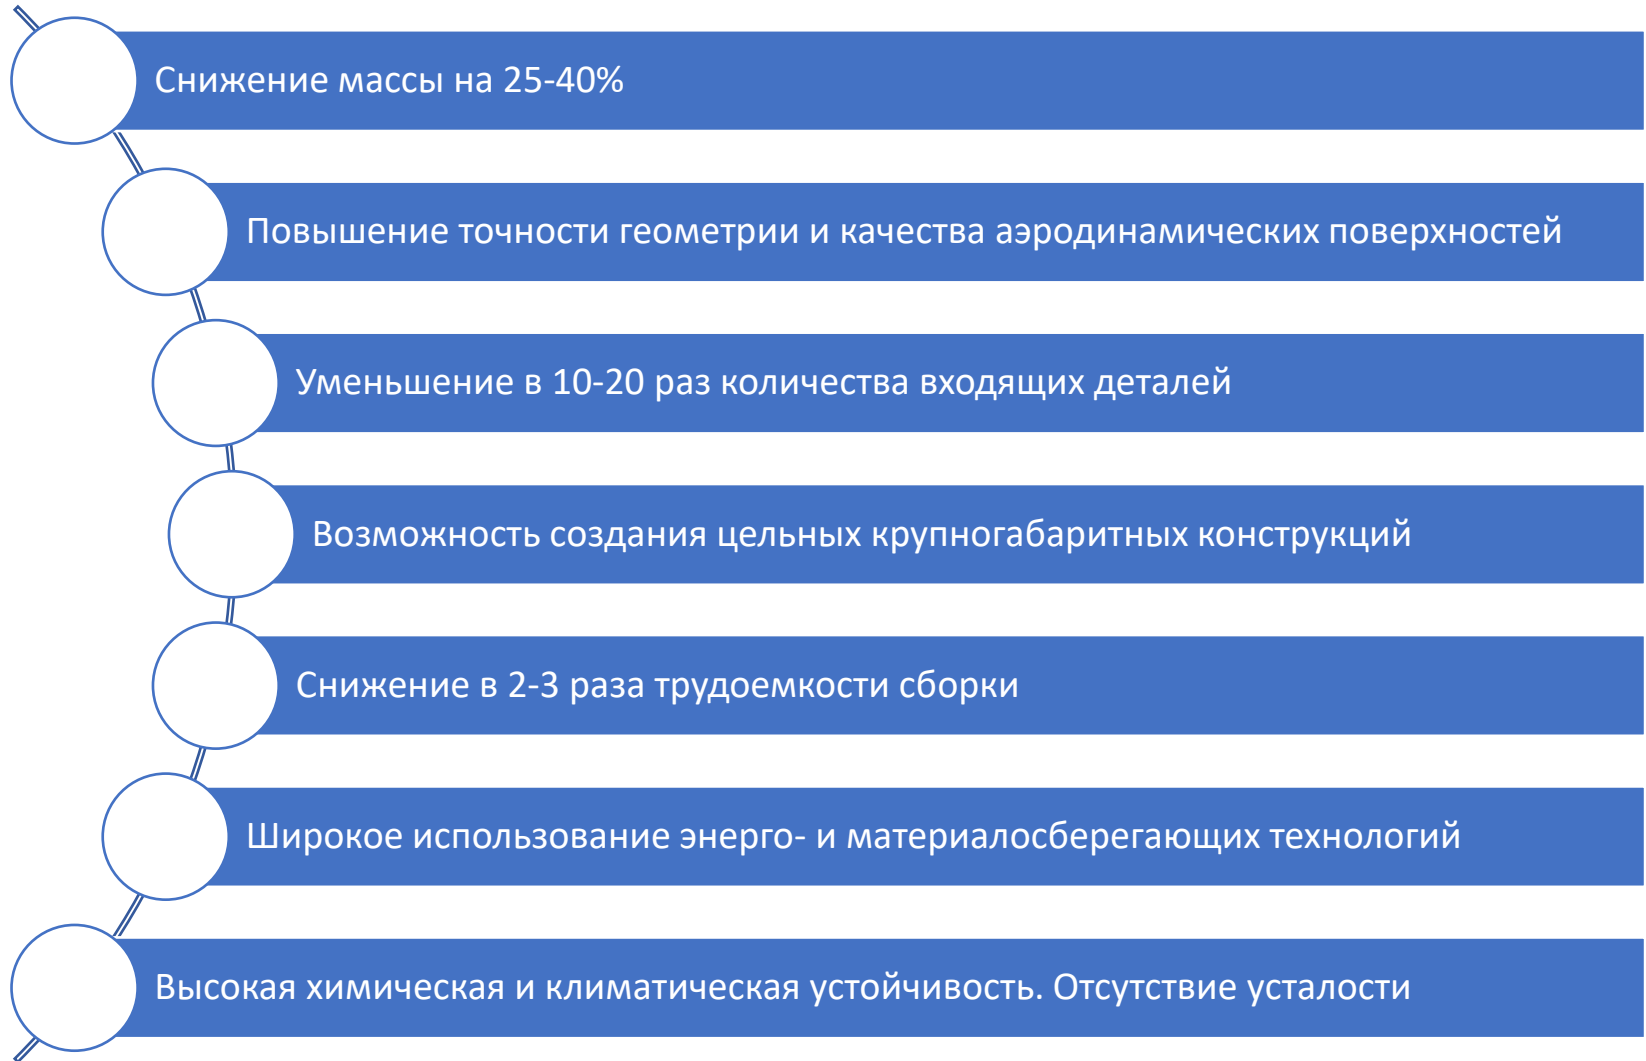 Снижение массы на 25-40%
Повышение точности геометрии и качества аэродинамических поверхностей
Уменьшение в 10-20 раз количества входящих деталей
Возможность создания цельных крупногабаритных конструкций
Снижение в 2-3 раза трудоемкости сборки
Широкое использование энерго- и материалосберегающих технологий
Высокая химическая и климатическая устойчивость. Отсутствие усталости